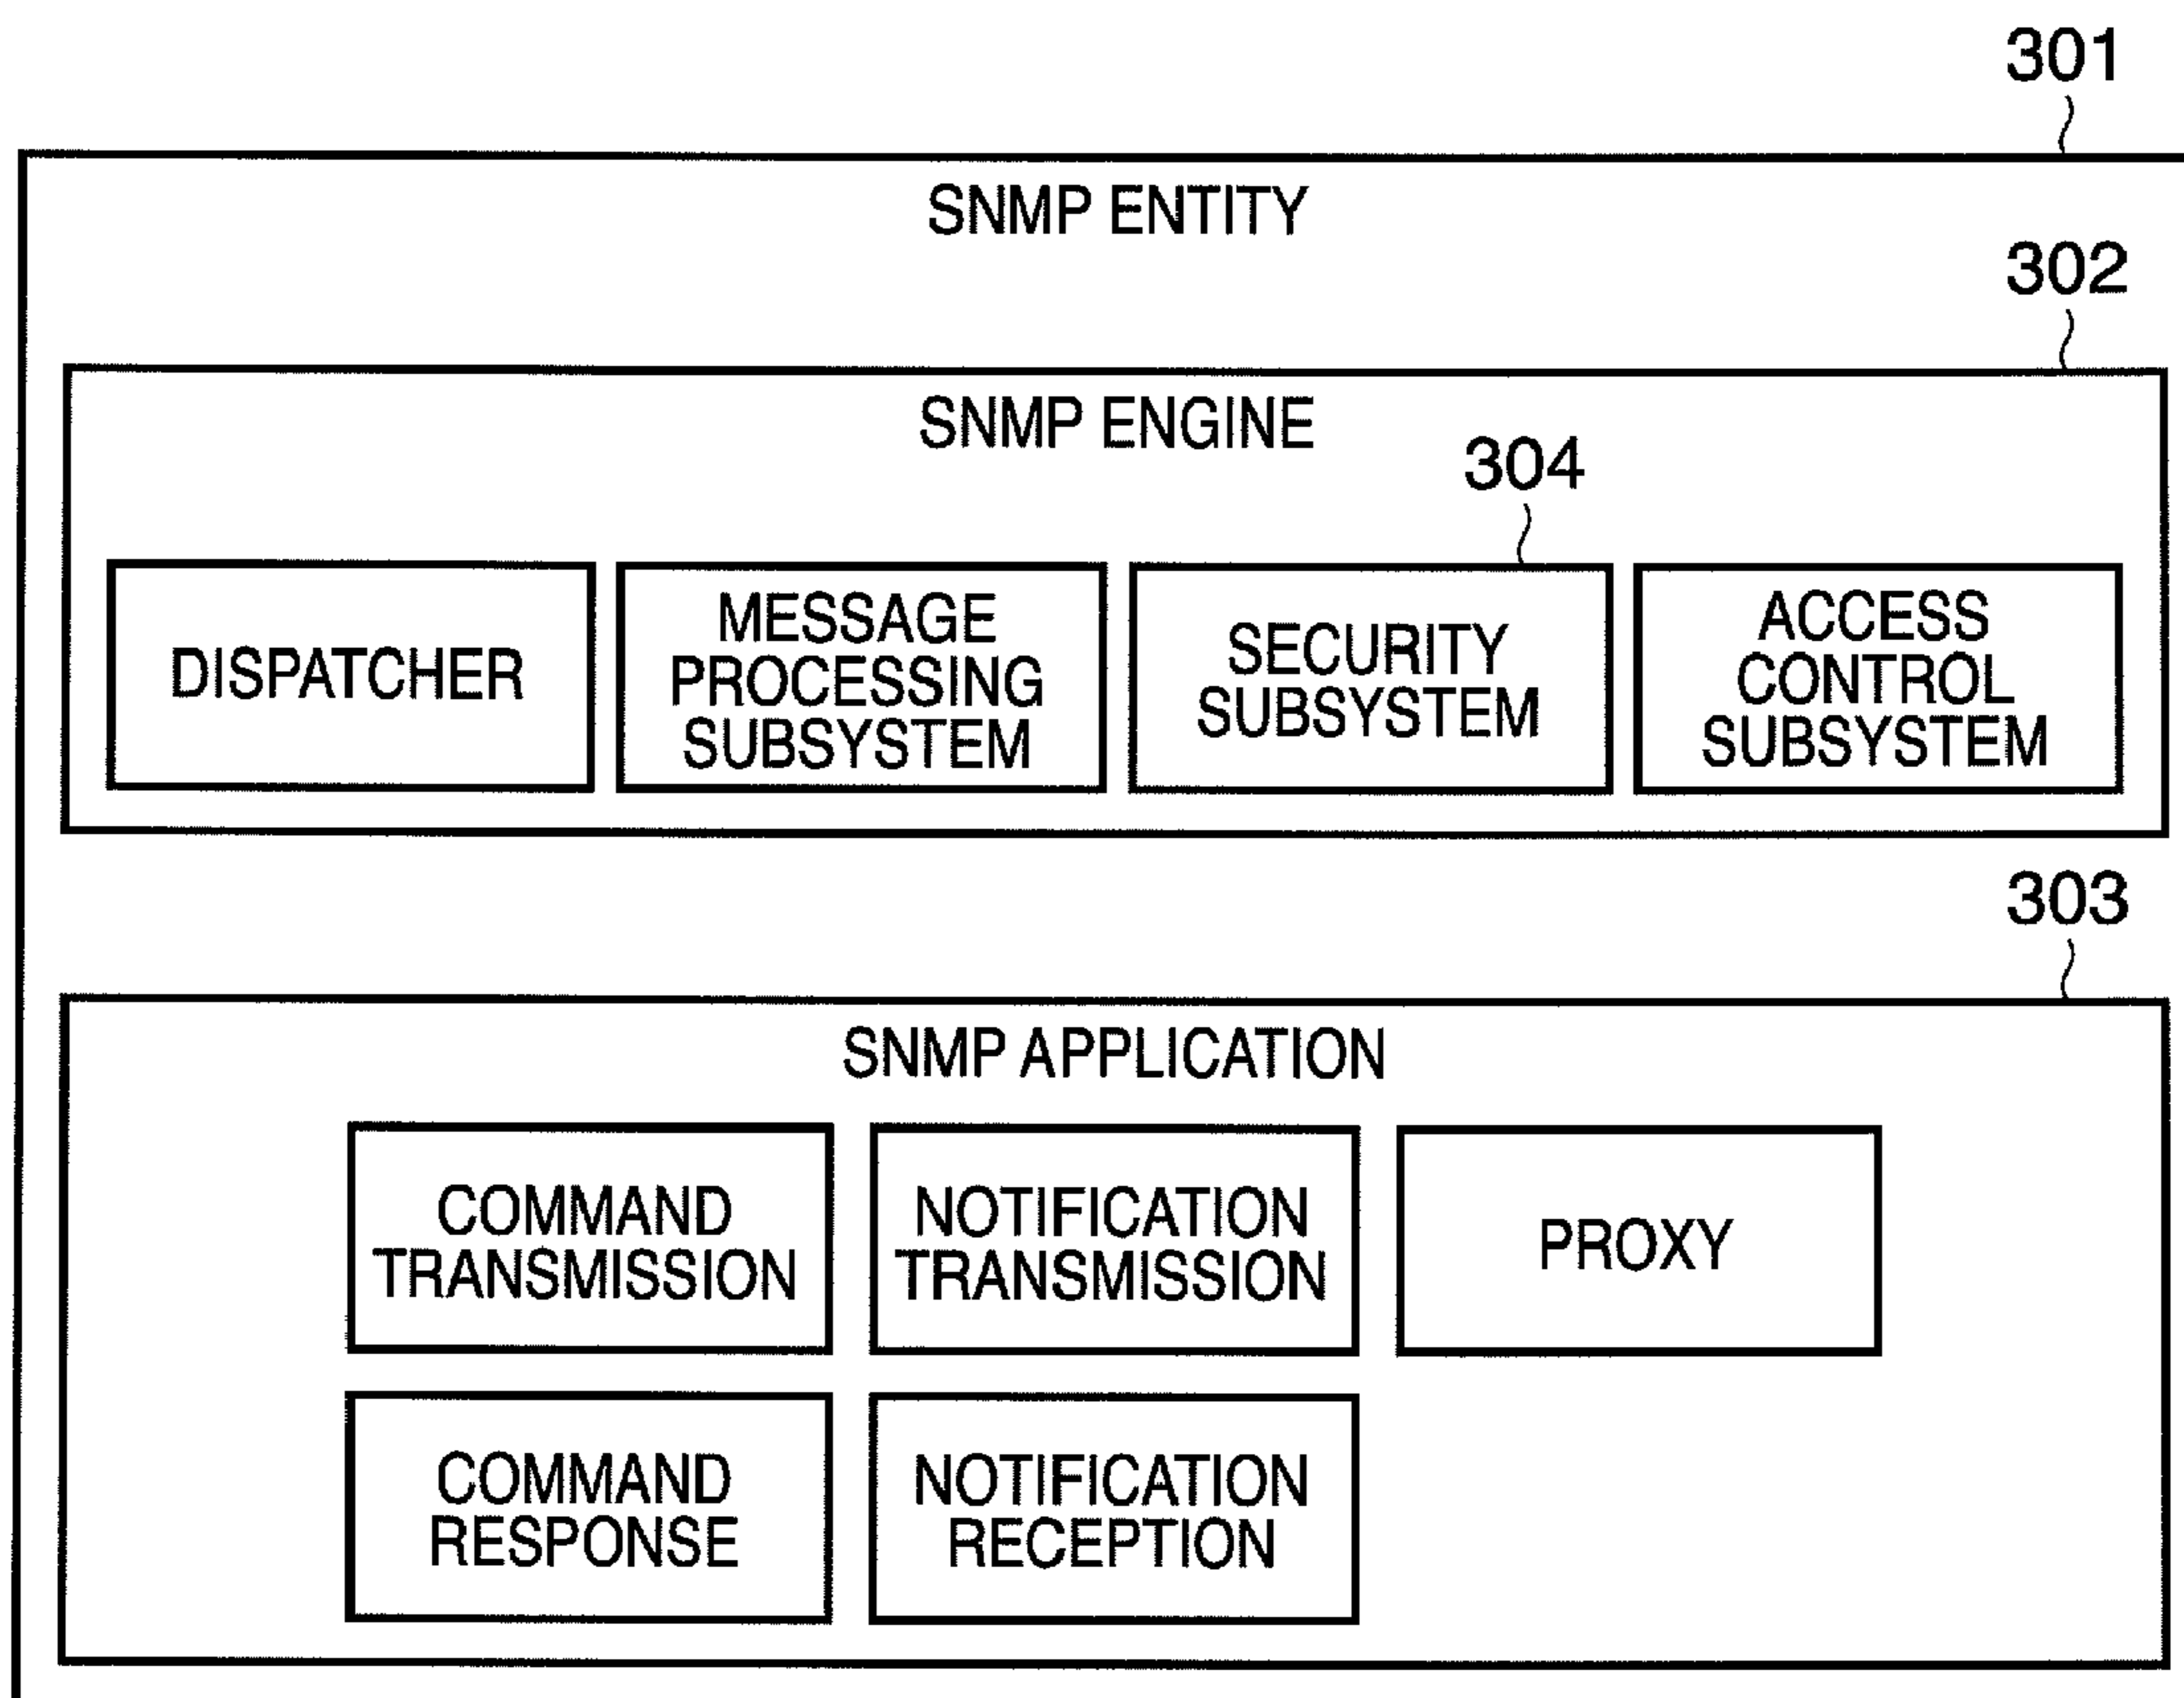 301
SNMP ENTITY
302
SNMP ENGINE
304
DISPATCHER
MESSAGE
PROCESSING
SUBSYSTEM
SECURITY
SUBSYSTEM
ACCESS
CONTROL
SUBSYSTEM
303
SNMP APPLICATION
COMMAND
TRANSMISSION
NOTIFICATION
TRANSMISSION
PROXY
COMMAND
RESPONSE
NOTIFICATION
RECEPTION